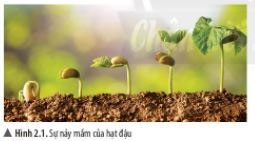 ▲ Hình 2.1. Sự nảy mầm của hạt đậu